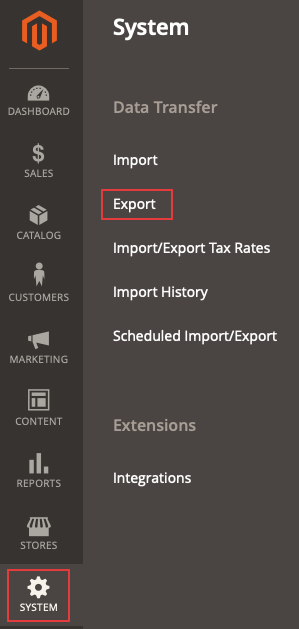 DASHBOARD
SALES
CATALOG
CUSTOMERS
MARKETING
CONTENT
REPORTS
STORES
SYSTEM
System
Data Transfer
Import
Export
Import/Export Tax Rates
Import History
Scheduled Import/Export
Extensions
Integrations